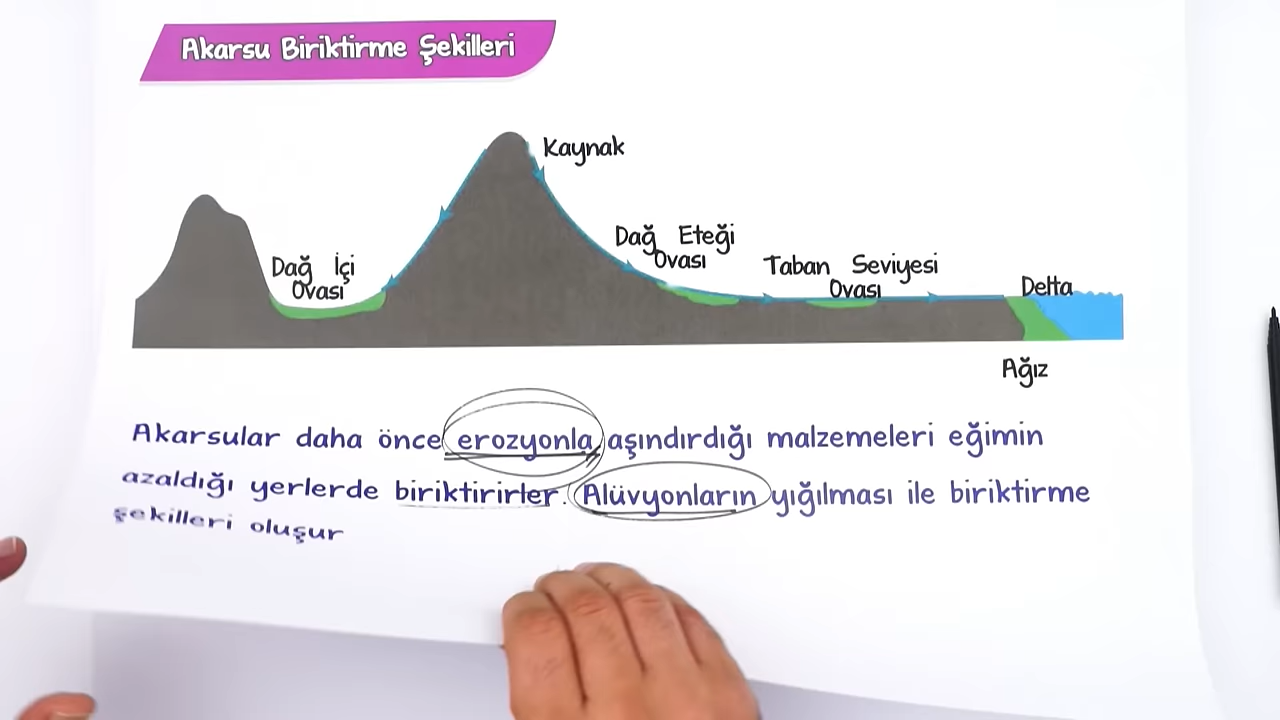 Akarsu Biriktirme Şekilleri
Kaynak
Dağ Eteği
Ovası
Taban Seviyesi
Ovası
Dağ İçi
Ovası
Delta
Ağız
Akarsular daha önce erozyonla aşındırdığı malzemeleri eğimin
azaldığı yerlerde biriktirirler. Alüvyonların yığılması ile biriktirme
şekilleri oluşur